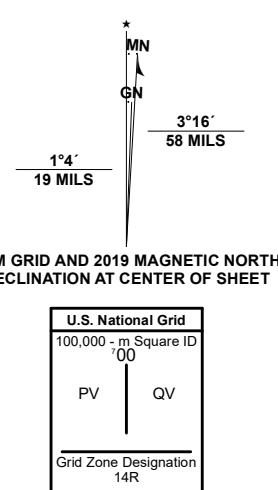 ★
MN
GN
3°16´
58 MILS
1°4´
19 MILS
M GRID AND 2019 MAGNETIC NORTH
ECLINATION AT CENTER OF SHEET
U.S. National Grid
100,000 - m Square ID
⁷00
PV QV
Grid Zone Designation
14R